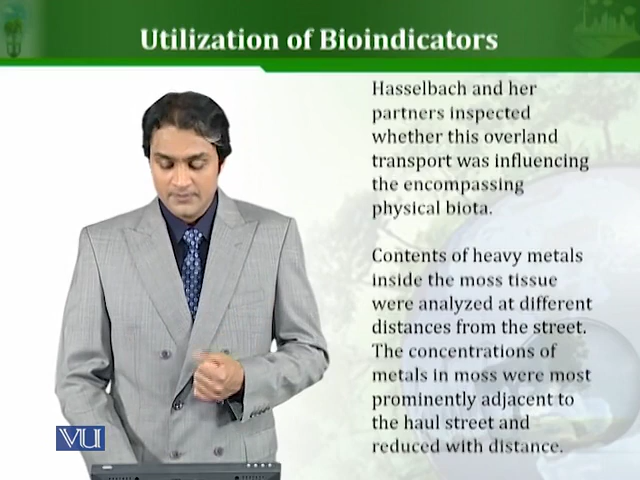 Utilization of Bioindicators
Hasselbach and her
partners inspected
whether this overland
transport was influencing
the encompassing
physical biota.
Contents of heavy metals
inside the moss tissue
were analyzed at different
distances from the street.
The concentrations of
metals in moss were most
prominently adjacent to
the haul street and
reduced with distance.
VU